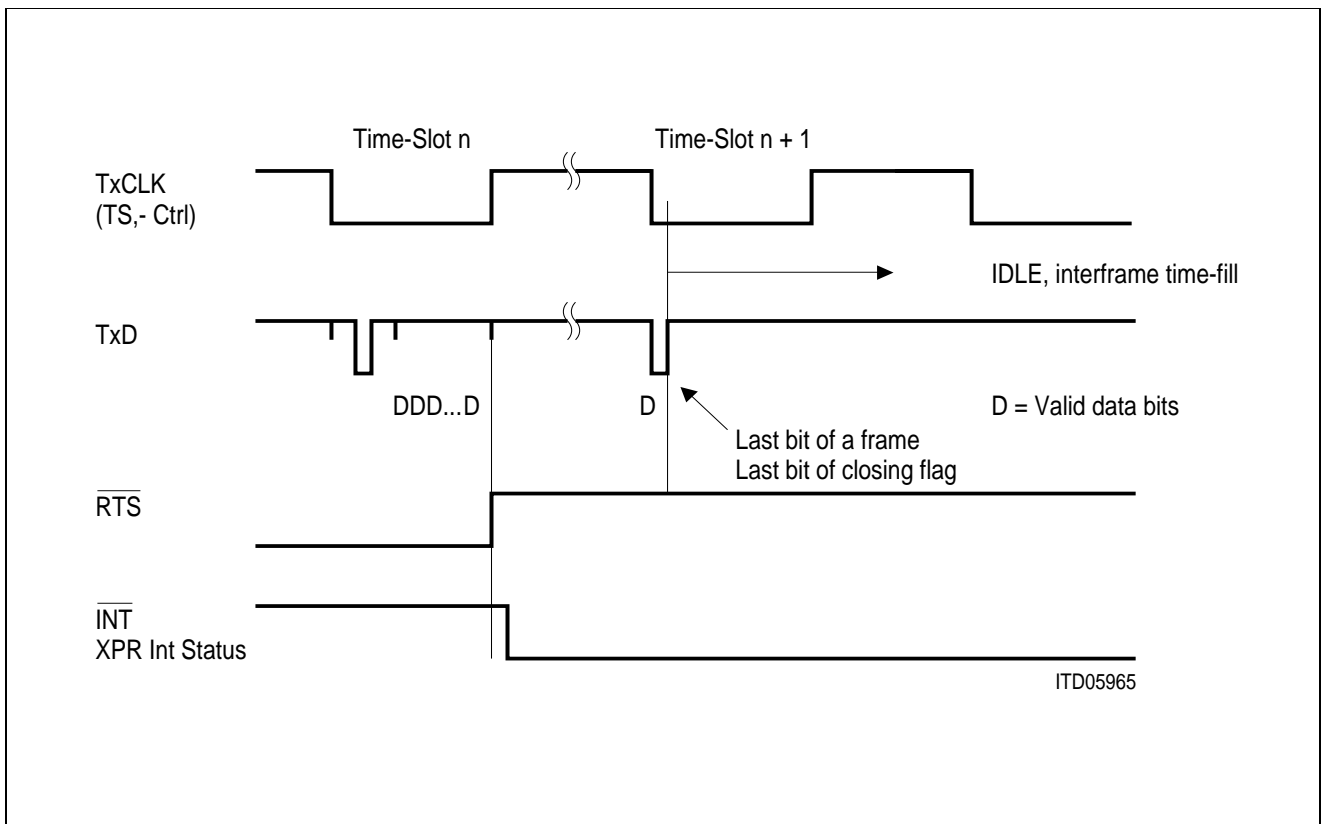 Time-Slot n
Time-Slot n + 1
TxCLK
(TS,- Ctrl)
IDLE, interframe time-fill
TxD
DDD...D
D
D = Valid data bits
Last bit of a frame
Last bit of closing flag
RTS
INT
XPR Int Status
ITD05965